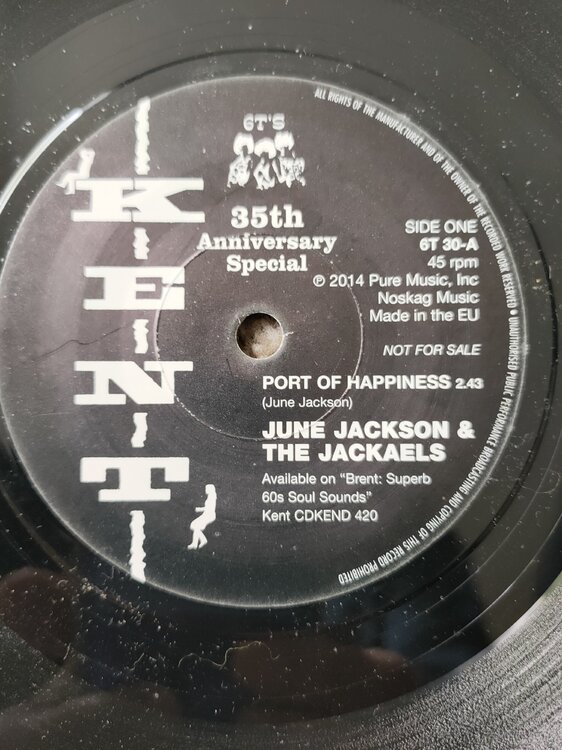 KENT
6T'S
35th
Anniversary
Special
SIDE ONE
6T 30-A
45 rpm
℗ 2014 Pure Music, Inc
Noskag Music
Made in the EU
NOT FOR SALE
PORT OF HAPPINESS 2.43
(June Jackson)
JUNE JACKSON &
THE JACKAELS
Available on “Brent: Superb
60s Soul Sounds”
Kent CDKEND 420
ALL RIGHTS OF THE MANUFACTURER AND OF THE OWNER OF THE RECORDED WORK RESERVED • UNAUTHORISED PUBLIC PERFORMANCE BROADCASTING AND COPYING OF THIS RECORD PROHIBITED